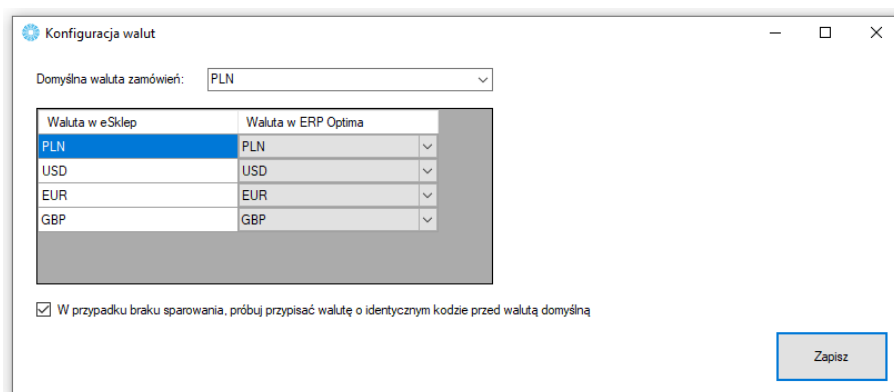 Konfiguracja walut
Domyślna waluta zamówień: PLN
Waluta w eSklep Waluta w ERP Optima
PLN PLN
USD USD
EUR EUR
GBP GBP
W przypadku braku sparowania, próbuj przypisać walutę o identycznym kodzie przed walutą domyślną
Zapisz